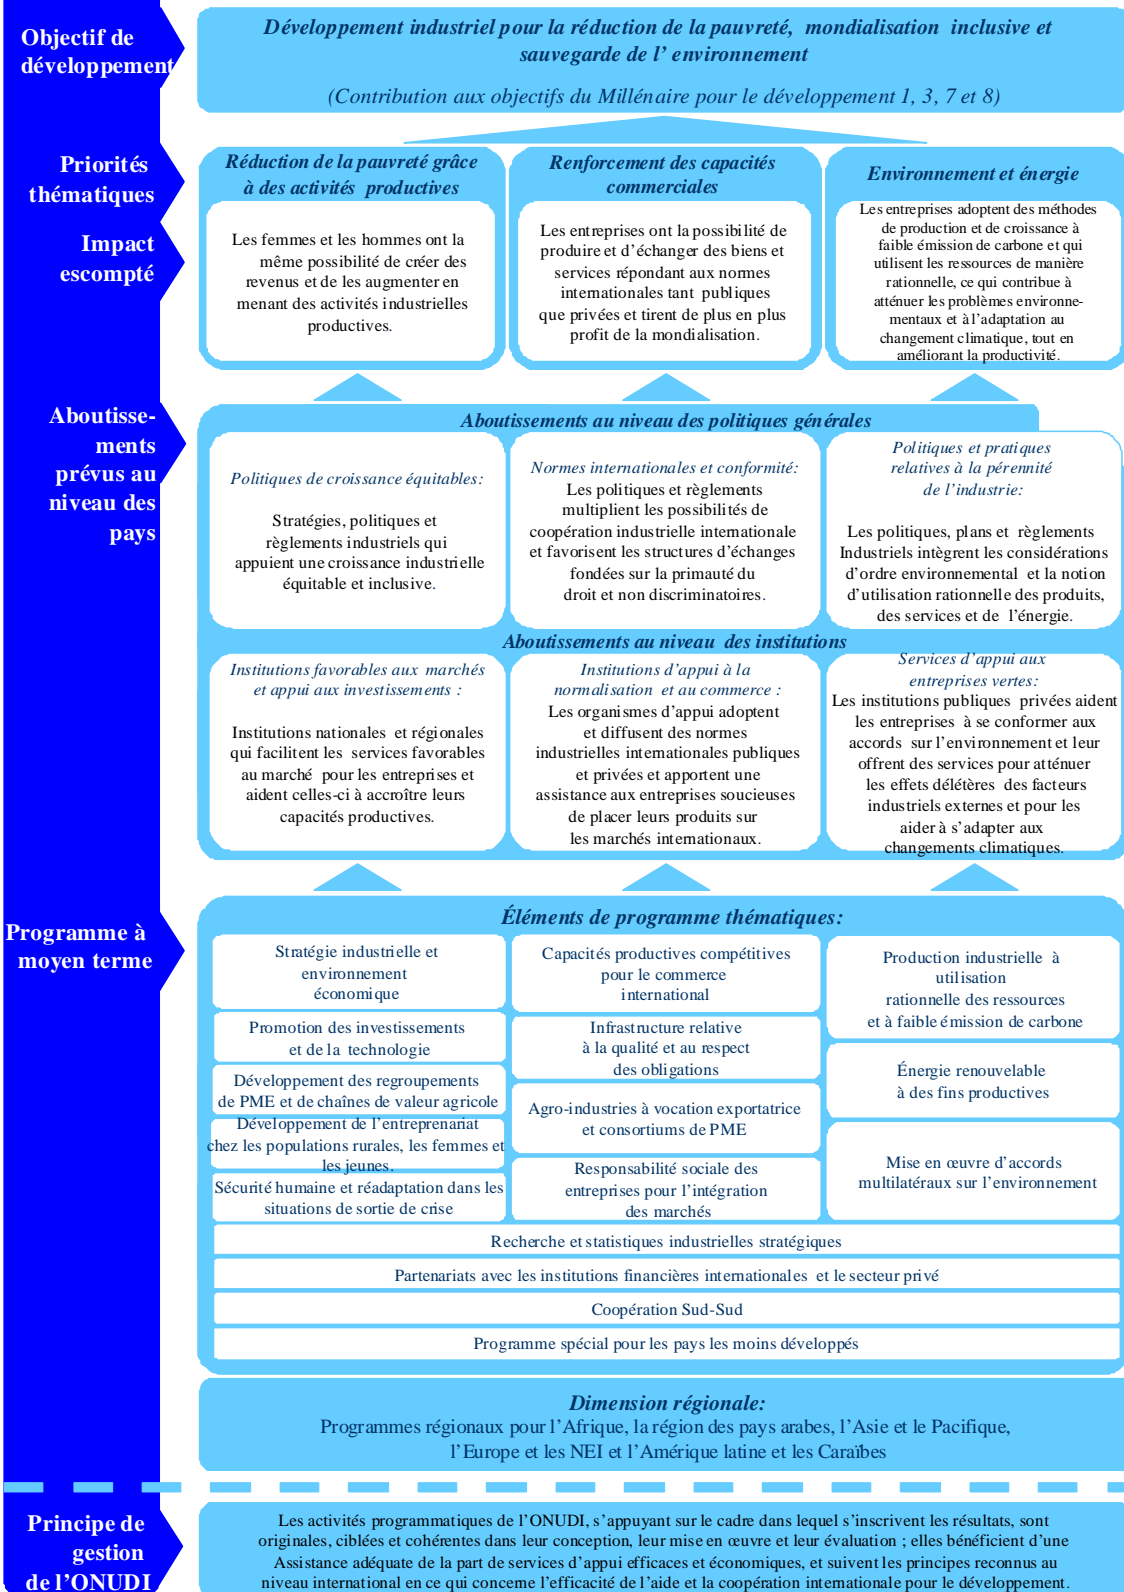 Objectif de
développement
Développement industriel pour la réduction de la pauvreté, mondialisation inclusive et
sauvegarde de l’ environnement
(Contribution aux objectifs du Millénaire pour le développement 1, 3, 7 et 8)
Priorités
thématiques
Impact
escompté
Réduction de la pauvreté grâce
à des activités productives
Les femmes et les hommes ont la
même possibilité de créer des
revenus et de les augmenter en
menant des activités industrielles
productives.
Renforcement des capacités
commerciales
Les entreprises ont la possibilité de
produire et d’échanger des biens et
services répondant aux normes
internationales tant publiques
que privées et tirent de plus en plus
profit de la mondialisation.
Environnement et énergie
Les entreprises adoptent des méthodes
de production et de croissance à
faible émission de carbone et qui
utilisent les ressources de manière
rationnelle, ce qui contribue à
atténuer les problèmes environne-
mentaux et à l’adaptation au
changement climatique, tout en
améliorant la productivité.
Aboutisse-
ments
prévus au
niveau des
pays
Aboutissements au niveau des politiques générales
Politiques de croissance équitables:
Stratégies, politiques et
règlements industriels qui
appuient une croissance industrielle
équitable et inclusive.
Normes internationales et conformité:
Les politiques et règlements
multiplient les possibilités de
coopération industrielle internationale
et favorisent les structures d’échanges
fondées sur la primauté du
droit et non discriminatoires.
Politiques et pratiques
relatives à la pérennité
de l’industrie:
Les politiques, plans et règlements
Industriels intègrent les considérations
d’ordre environnemental et la notion
d’utilisation rationnelle des produits,
des services et de l’énergie.
Aboutissements au niveau des institutions
Institutions favorables aux marchés
et appui aux investissements :
Institutions nationales et régionales
qui facilitent les services favorables
au marché pour les entreprises et
aident celles-ci à accroître leurs
capacités productives.
Institutions d’appui à la
normalisation et au commerce :
Les organismes d’appui adoptent
et diffusent des normes
industrielles internationales publiques
et privées et apportent une
assistance aux entreprises soucieuses
de placer leurs produits sur
les marchés internationaux.
Services d’appui aux
entreprises vertes:
Les institutions publiques privées aident
les entreprises à se conformer aux
accords sur l’environnement et leur
offrent des services pour atténuer
les effets délétères des facteurs
industriels externes et pour les
aider à s’adapter aux
changements climatiques.
Programme à
moyen terme
Éléments de programme thématiques:
Stratégie industrielle et
environnement
économique
Promotion des investissements
et de la technologie
Développement des regroupements
de PME et de chaînes de valeur agricole
Développement de l’entreprenariat
chez les populations rurales, les femmes et
les jeunes.
Sécurité humaine et réadaptation dans les
situations de sortie de crise
Capacités productives compétitives
pour le commerce
international
Infrastructure relative
à la qualité et au respect
des obligations
Agro-industries à vocation exportatrice
et consortiums de PME
Responsabilité sociale des
entreprises pour l’intégration
des marchés
Production industrielle à
utilisation
rationnelle des ressources
et à faible émission de carbone
Énergie renouvelable
à des fins productives
Mise en œuvre d’accords
multilatéraux sur l’environnement
Recherche et statistiques industrielles stratégiques
Partenariats avec les institutions financières internationales et le secteur privé
Coopération Sud-Sud
Programme spécial pour les pays les moins développés
Dimension régionale:
Programmes régionaux pour l’Afrique, la région des pays arabes, l’Asie et le Pacifique,
l’Europe et les NEI et l’Amérique latine et les Caraïbes
Principe de
gestion
de l’ONUDI
Les activités programmatiques de l’ONUDI, s’appuyant sur le cadre dans lequel s’inscrivent les résultats, sont
originales, ciblées et cohérentes dans leur conception, leur mise en œuvre et leur évaluation ; elles bénéficient d’une
Assistance adéquate de la part de services d’appui efficaces et économiques, et suivent les principes reconnus au
niveau international en ce qui concerne l’efficacité de l’aide et la coopération internationale pour le développement.